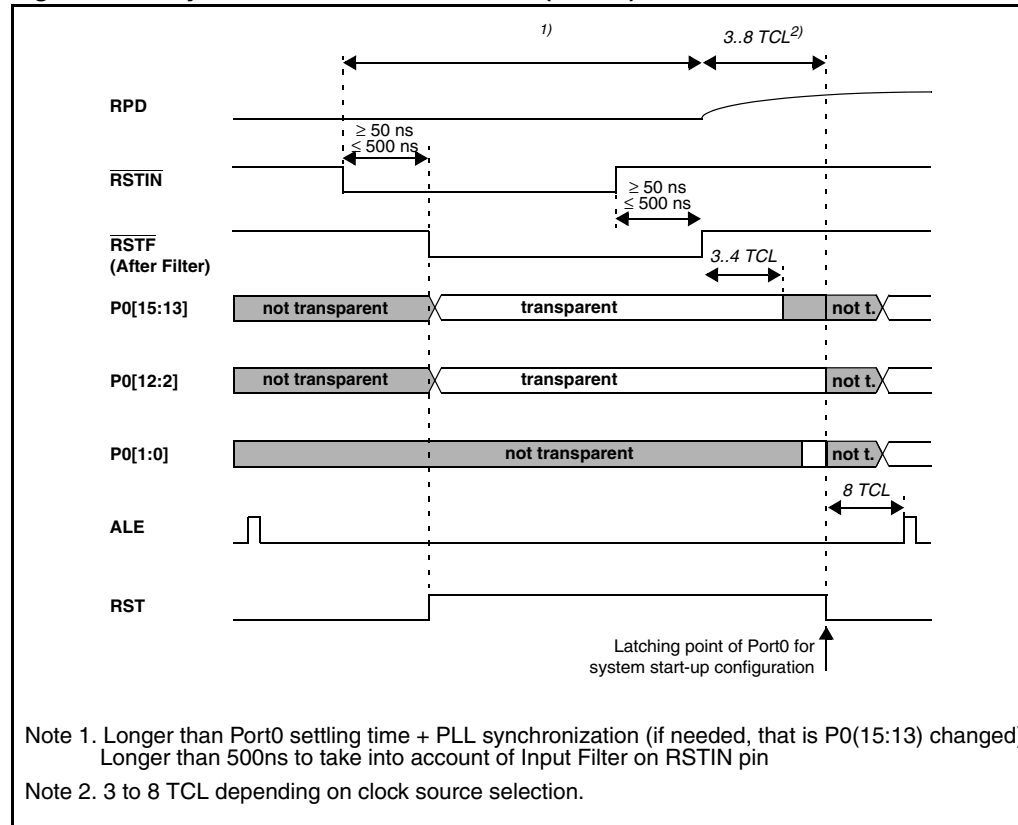 1)
3..8 TCL2)
RPD
≥ 50 ns
≤ 500 ns
RSTIN
≥ 50 ns
≤ 500 ns
RSTF
(After Filter)
3..4 TCL
P0[15:13] not transparent transparent not t.
P0[12:2] not transparent transparent not t.
P0[1:0] not transparent not t.
8 TCL
ALE
RST
Latching point of Port0 for
system start-up configuration
Note 1. Longer than Port0 settling time + PLL synchronization (if needed, that is P0(15:13) changed)
Longer than 500ns to take into account of Input Filter on RSTIN pin
Note 2. 3 to 8 TCL depending on clock source selection.